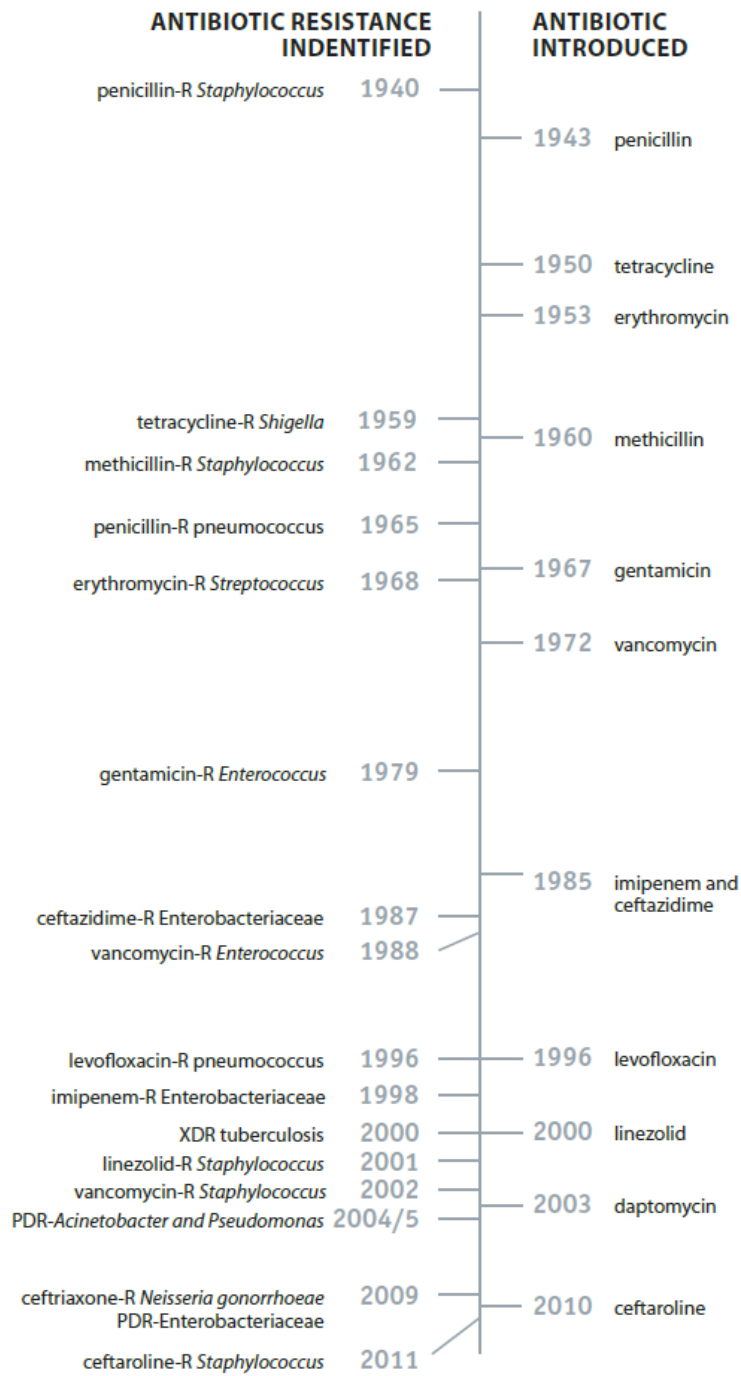 ANTIBIOTIC RESISTANCE
INDENTIFIED
ANTIBIOTIC
INTRODUCED
penicillin-R Staphylococcus 1940
1943 penicillin
1950 tetracycline
1953 erythromycin
tetracycline-R Shigella 1959
1960 methicillin
methicillin-R Staphylococcus 1962
penicillin-R pneumococcus 1965
1967 gentamicin
erythromycin-R Streptococcus 1968
1972 vancomycin
gentamicin-R Enterococcus 1979
1985 imipenem and
ceftazidime
ceftazidime-R Enterobacteriaceae 1987
vancomycin-R Enterococcus 1988
levofloxacin-R pneumococcus 1996
1996 levofloxacin
imipenem-R Enterobacteriaceae 1998
XDR tuberculosis 2000
2000 linezolid
linezolid-R Staphylococcus 2001
vancomycin-R Staphylococcus 2002
2003 daptomycin
PDR-Acinetobacter and Pseudomonas 2004/5
ceftriaxone-R Neisseria gonorrhoeae 2009
PDR-Enterobacteriaceae
2010 ceftaroline
ceftaroline-R Staphylococcus 2011